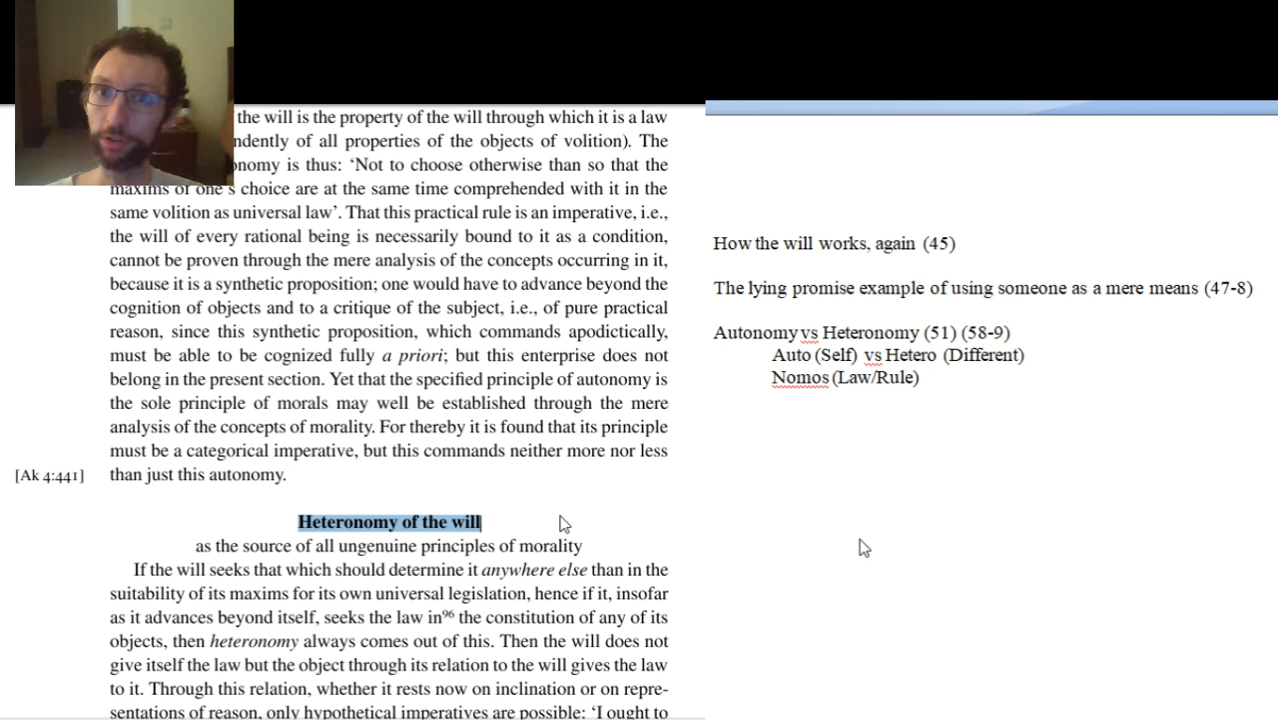 the will is the property of the will through which it is a law
ndently of all properties of the objects of volition). The
onomy is thus: ‘Not to choose otherwise than so that the
maxims of one's choice are at the same time comprehended with it in the
same volition as universal law’. That this practical rule is an imperative, i.e.,
the will of every rational being is necessarily bound to it as a condition,
cannot be proven through the mere analysis of the concepts occurring in it,
because it is a synthetic proposition; one would have to advance beyond the
cognition of objects and to a critique of the subject, i.e., of pure practical
reason, since this synthetic proposition, which commands apodictically,
must be able to be cognized fully a priori; but this enterprise does not
belong in the present section. Yet that the specified principle of autonomy is
the sole principle of morals may well be established through the mere
analysis of the concepts of morality. For thereby it is found that its principle
must be a categorical imperative, but this commands neither more nor less
[Ak 4:441] than just this autonomy.
Heteronomy of the will
as the source of all ungenuine principles of morality
If the will seeks that which should determine it anywhere else than in the
suitability of its maxims for its own universal legislation, hence if it, insofar
as it advances beyond itself, seeks the law in⁹⁶ the constitution of any of its
objects, then heteronomy always comes out of this. Then the will does not
give itself the law but the object through its relation to the will gives the law
to it. Through this relation, whether it rests now on inclination or on repre-
sentations of reason, only hypothetical imperatives are possible: ‘I ought to
How the will works, again (45)
The lying promise example of using someone as a mere means (47-8)
Autonomy vs Heteronomy (51) (58-9)
Auto (Self) vs Hetero (Different)
Nomos (Law/Rule)